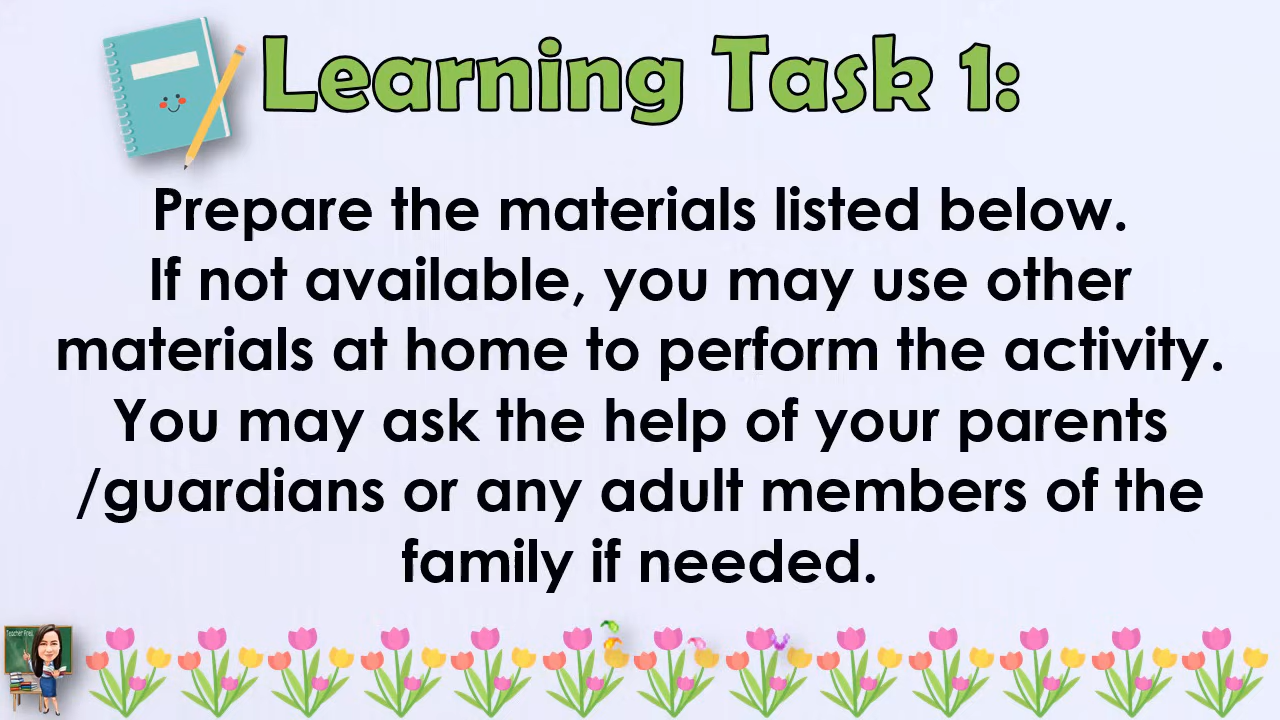 Learning Task 1:
Prepare the materials listed below.
If not available, you may use other
materials at home to perform the activity.
You may ask the help of your parents
/guardians or any adult members of the
family if needed.